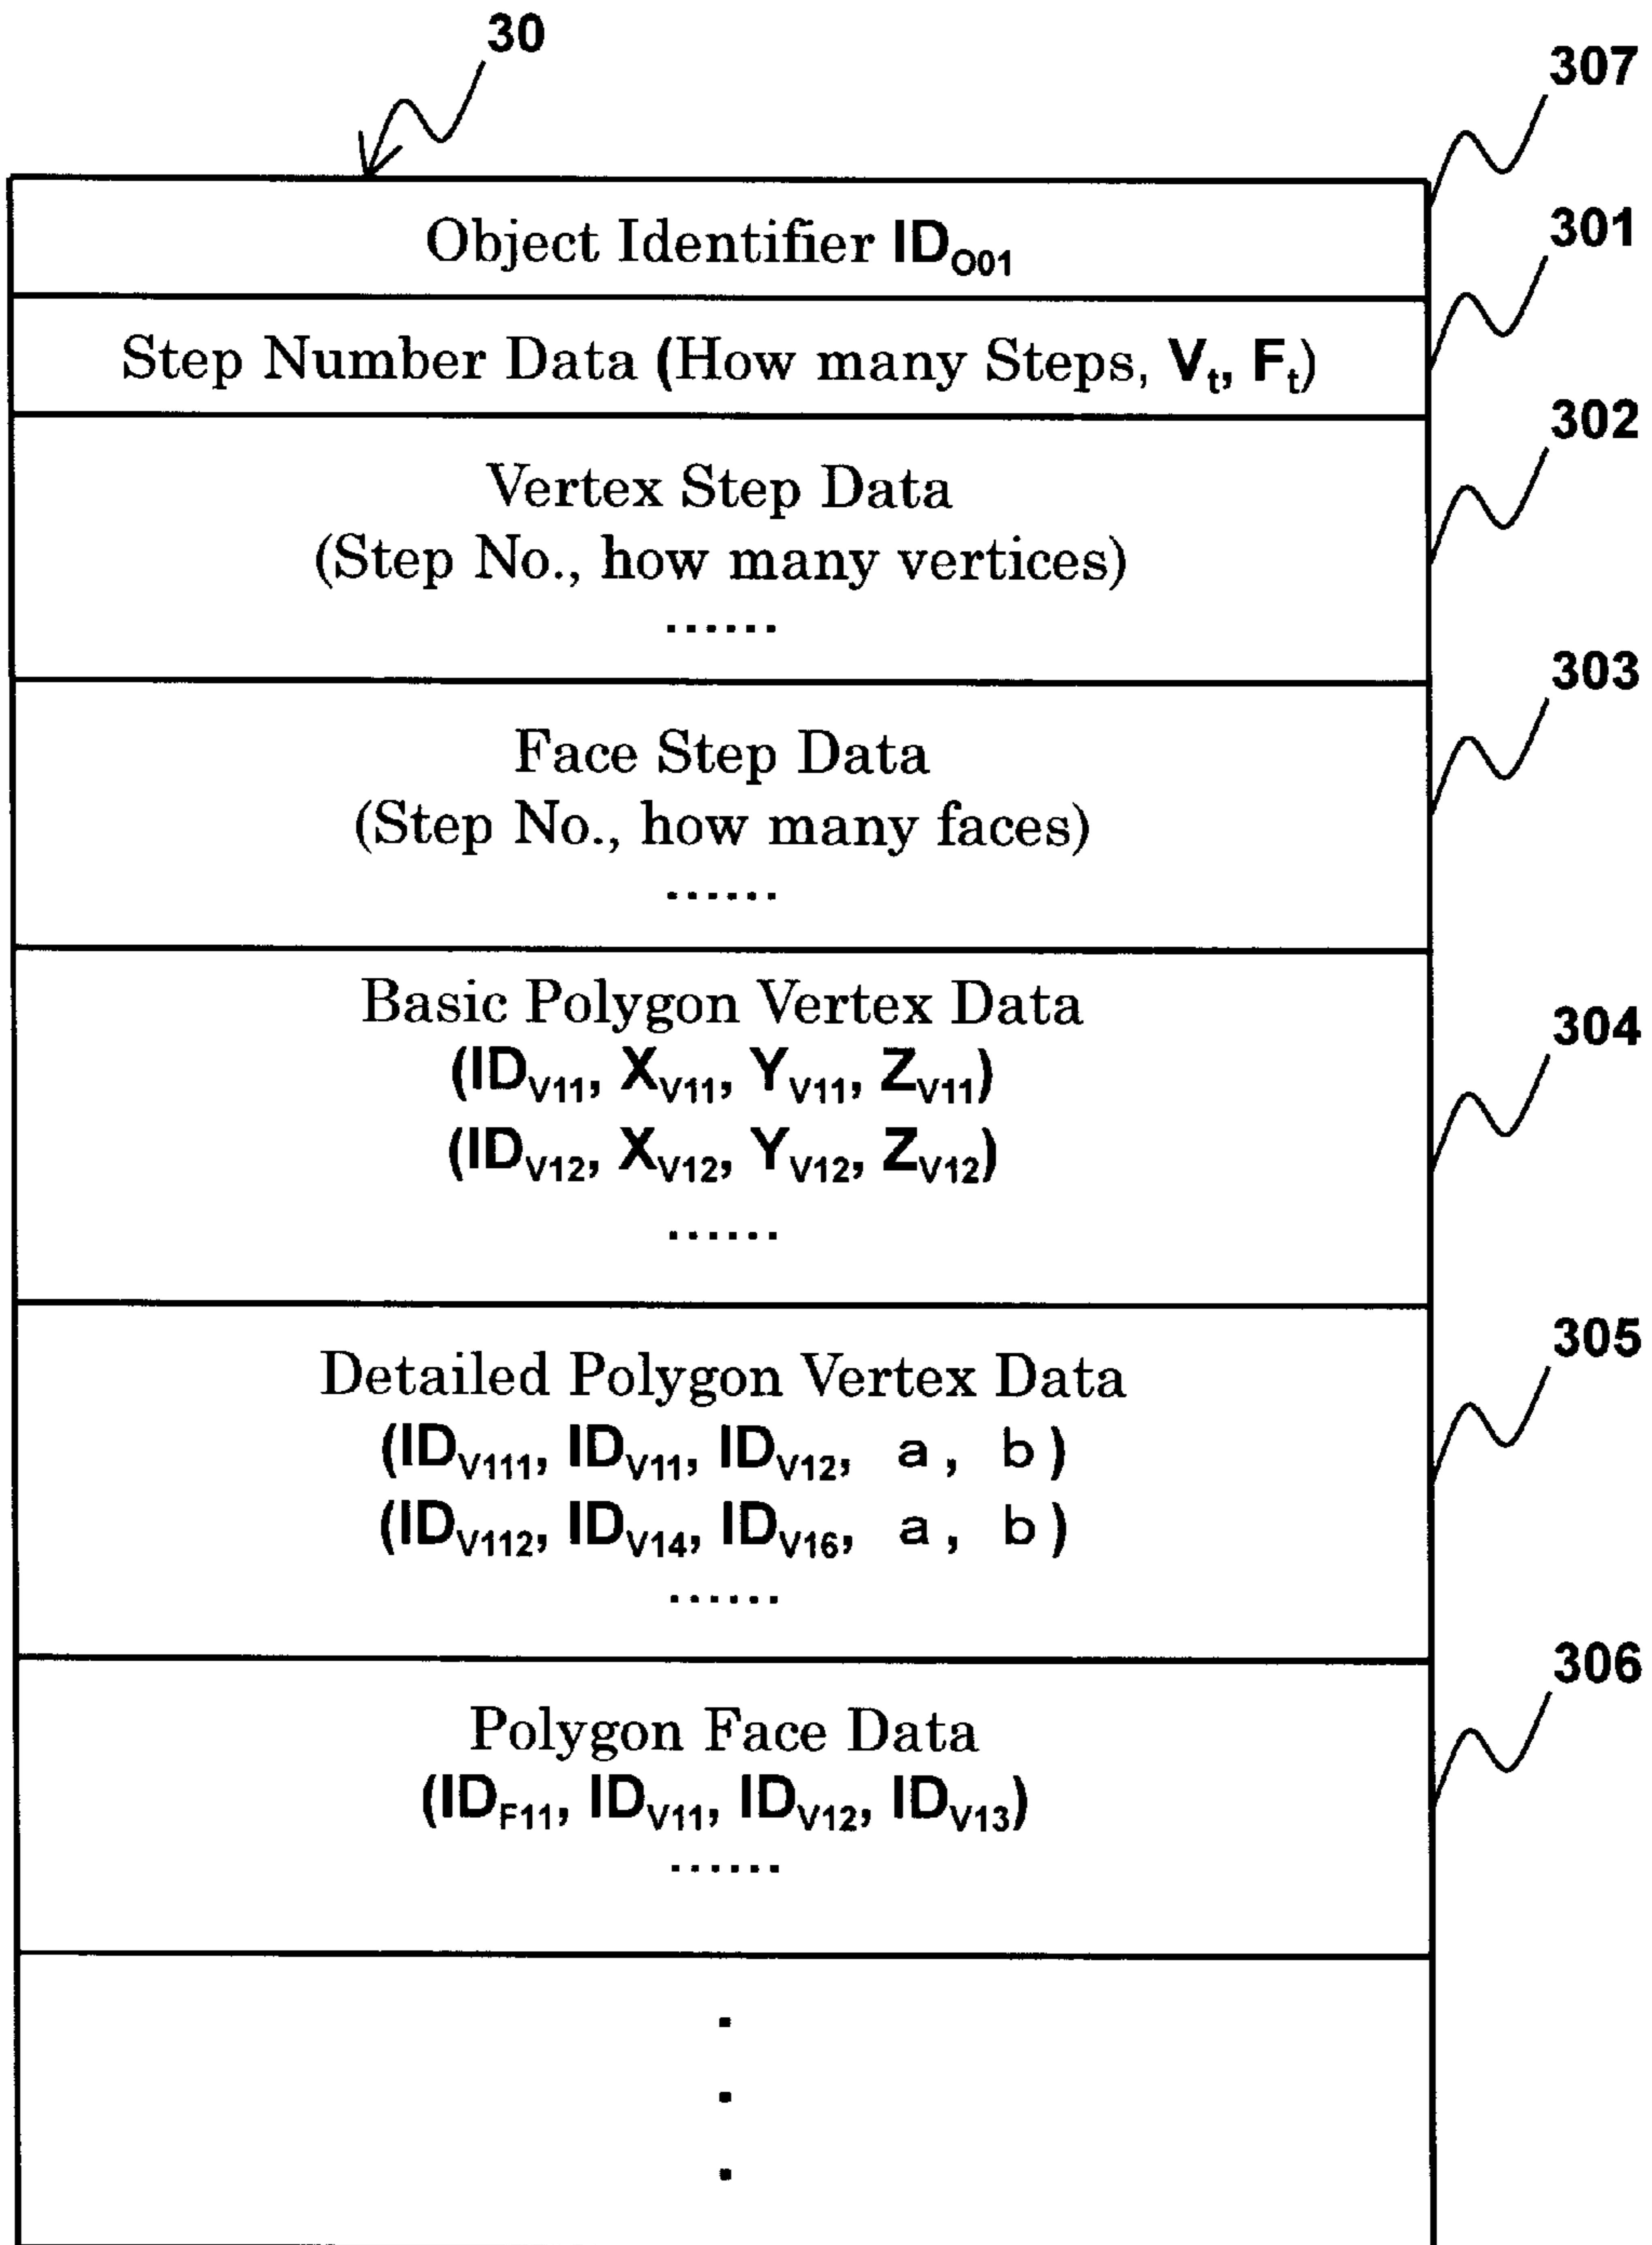 30
307
Object Identifier ID_O01
301
Step Number Data (How many Steps, V_t, F_t)
302
Vertex Step Data
(Step No., how many vertices)
......
303
Face Step Data
(Step No., how many faces)
......
304
Basic Polygon Vertex Data
(ID_V11, X_V11, Y_V11, Z_V11)
(ID_V12, X_V12, Y_V12, Z_V12)
......
305
Detailed Polygon Vertex Data
(ID_V111, ID_V11, ID_V12, a, b)
(ID_V112, ID_V14, ID_V16, a, b)
......
306
Polygon Face Data
(ID_F11, ID_V11, ID_V12, ID_V13)
......
.
.
.